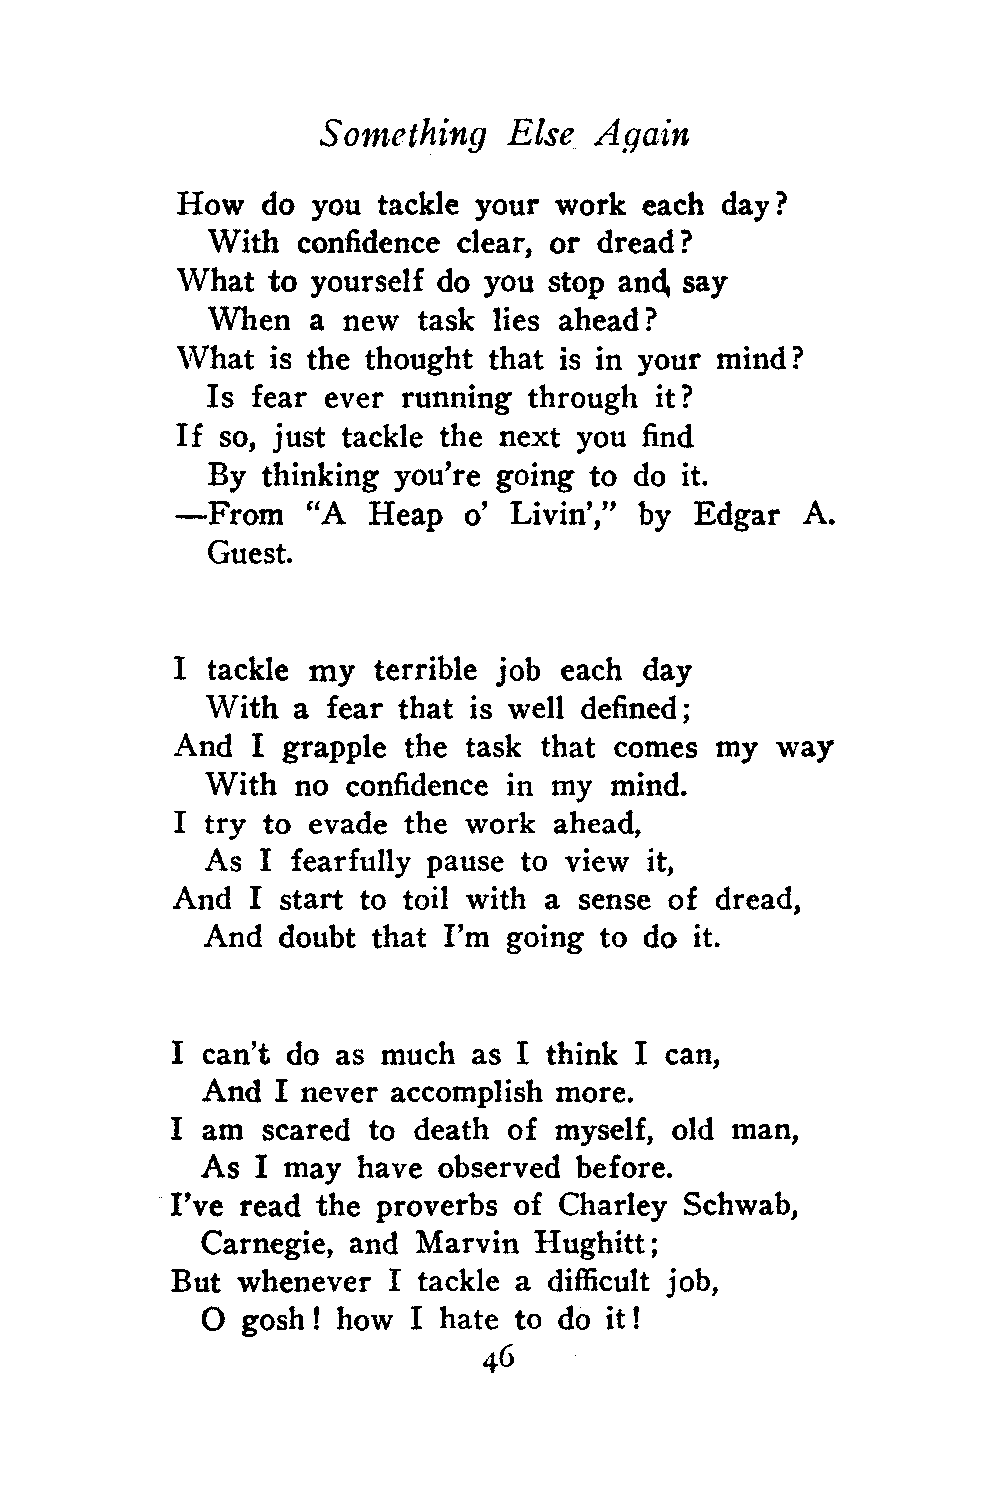 Something Else Again
How do you tackle your work each day?
With confidence clear, or dread?
What to yourself do you stop and, say
When a new task lies ahead?
What is the thought that is in your mind?
Is fear ever running through it?
If so, just tackle the next you find
By thinking you're going to do it.
—From "A Heap o' Livin'," by Edgar A.
Guest.
I tackle my terrible job each day
With a fear that is well defined;
And I grapple the task that comes my way
With no confidence in my mind.
I try to evade the work ahead,
As I fearfully pause to view it,
And I start to toil with a sense of dread,
And doubt that I'm going to do it.
I can't do as much as I think I can,
And I never accomplish more.
I am scared to death of myself, old man,
As I may have observed before.
I've read the proverbs of Charley Schwab,
Carnegie, and Marvin Hughitt;
But whenever I tackle a difficult job,
O gosh! how I hate to do it!
46